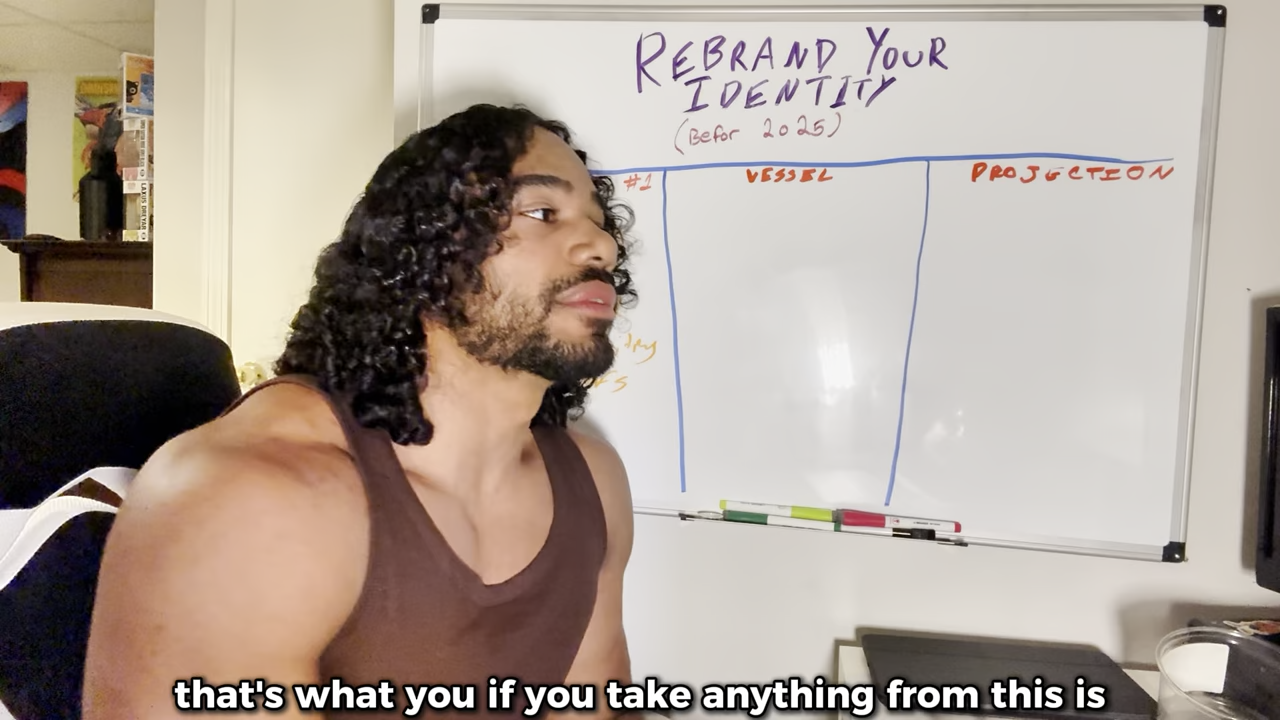 REBRAND YOUR
IDENTITY
(Befor 2025)
#1
VESSEL
PROJECTION
that's what you if you take anything from this is